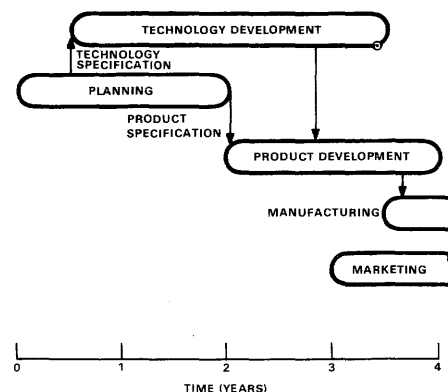 TECHNOLOGY DEVELOPMENT
TECHNOLOGY
SPECIFICATION
PLANNING
PRODUCT
SPECIFICATION
PRODUCT DEVELOPMENT
MANUFACTURING
MARKETING
0 1 2 3 4
TIME (YEARS)